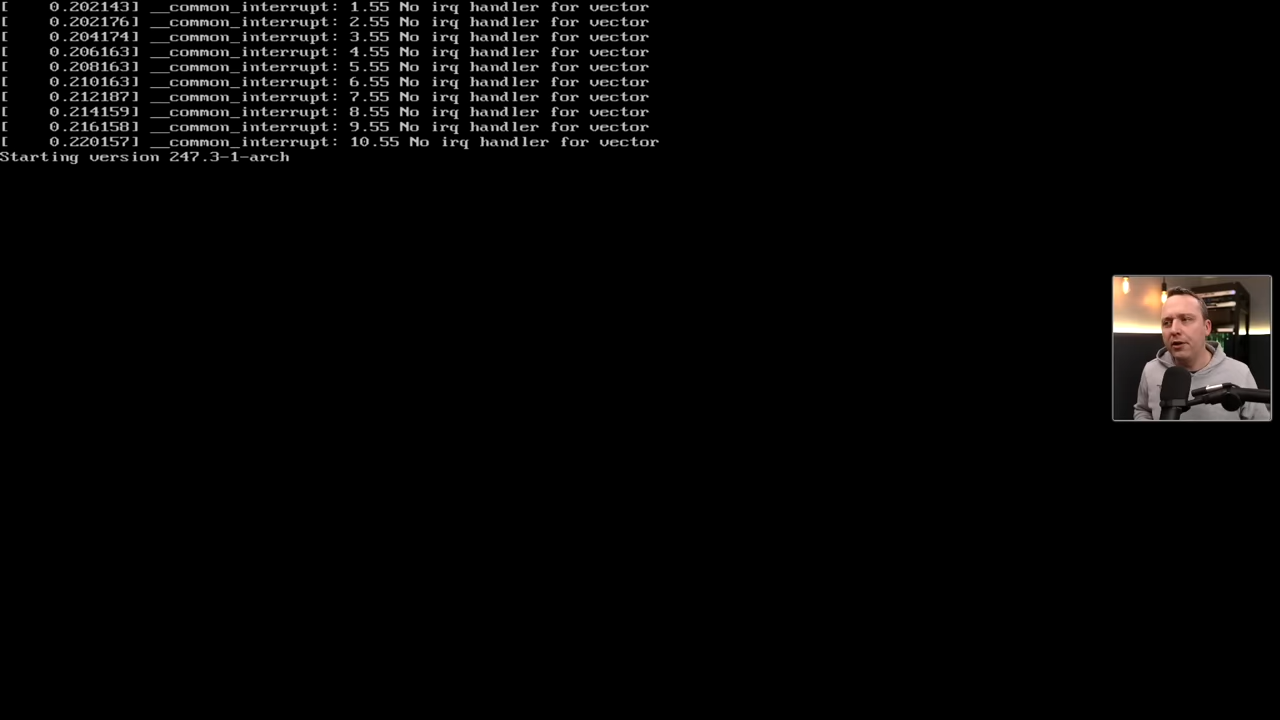 [    0.202143] __common_interrupt: 1.55 No irq handler for vector
[    0.202176] __common_interrupt: 2.55 No irq handler for vector
[    0.204174] __common_interrupt: 3.55 No irq handler for vector
[    0.206163] __common_interrupt: 4.55 No irq handler for vector
[    0.208163] __common_interrupt: 5.55 No irq handler for vector
[    0.210163] __common_interrupt: 6.55 No irq handler for vector
[    0.212187] __common_interrupt: 7.55 No irq handler for vector
[    0.214159] __common_interrupt: 8.55 No irq handler for vector
[    0.216158] __common_interrupt: 9.55 No irq handler for vector
[    0.220157] __common_interrupt: 10.55 No irq handler for vector
Starting version 247.3-1-arch